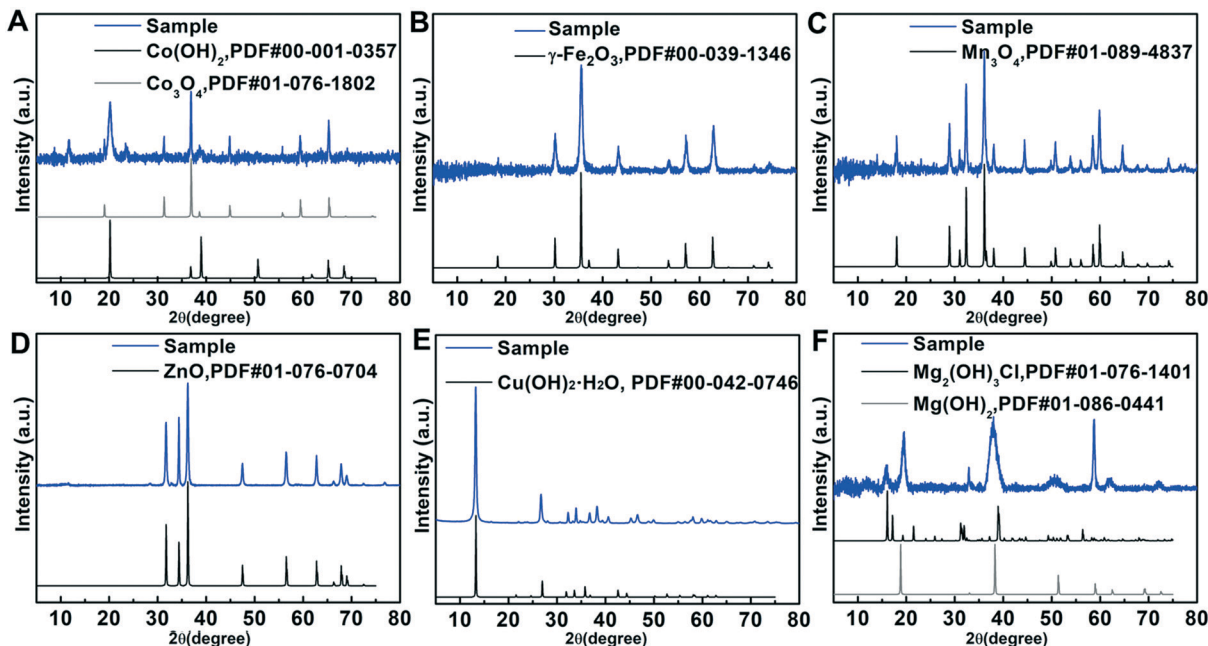 A
Sample
Co(OH)₂,PDF#00-001-0357
Co₃O₄,PDF#01-076-1802
Intensity (a.u.)
10 20 30 40 50 60 70 80
2θ(degree)
B
Sample
γ-Fe₂O₃,PDF#00-039-1346
Intensity (a.u.)
10 20 30 40 50 60 70 80
2θ(degree)
C
Sample
Mn₃O₄,PDF#01-089-4837
Intensity (a.u.)
10 20 30 40 50 60 70 80
2θ(degree)
D
Sample
ZnO,PDF#01-076-0704
Intensity (a.u.)
10 20 30 40 50 60 70 80
2θ(degree)
E
Sample
Cu(OH)₂·H₂O, PDF#00-042-0746
Intensity (a.u.)
10 20 30 40 50 60 70 80
2θ(degree)
F
Sample
Mg₂(OH)₃Cl,PDF#01-076-1401
Mg(OH)₂,PDF#01-086-0441
Intensity (a.u.)
10 20 30 40 50 60 70 80
2θ(degree)